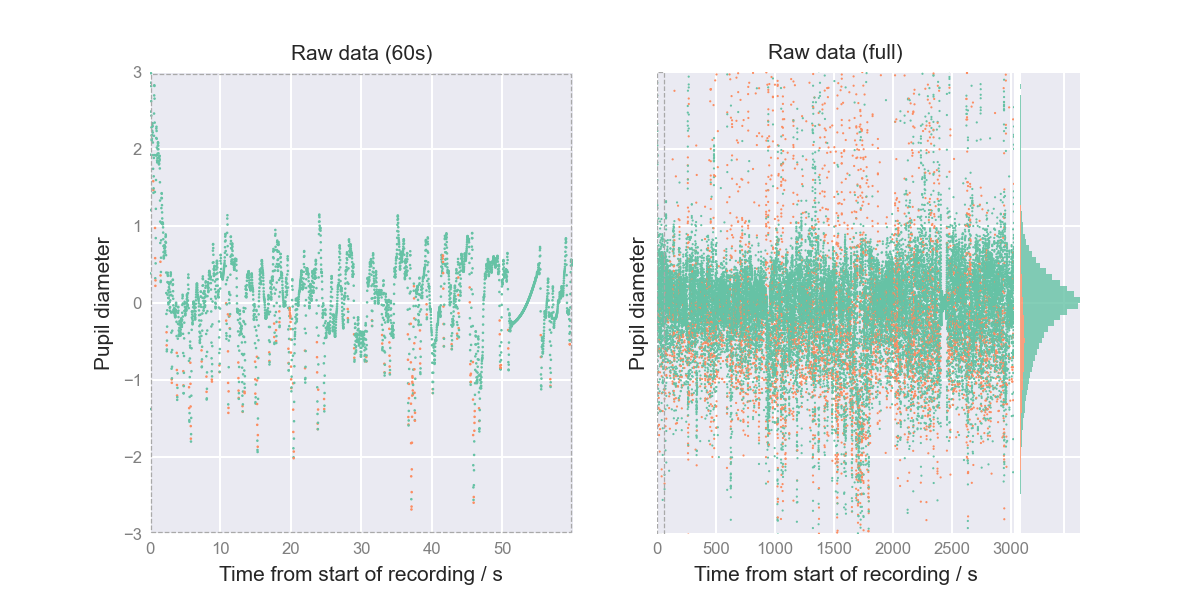 Raw data (60s)
3
2
1
0
−1
−2
−3
Pupil diameter
0 10 20 30 40 50
Time from start of recording / s
Raw data (full)
Pupil diameter
0 500 1000 1500 2000 2500 3000
Time from start of recording / s